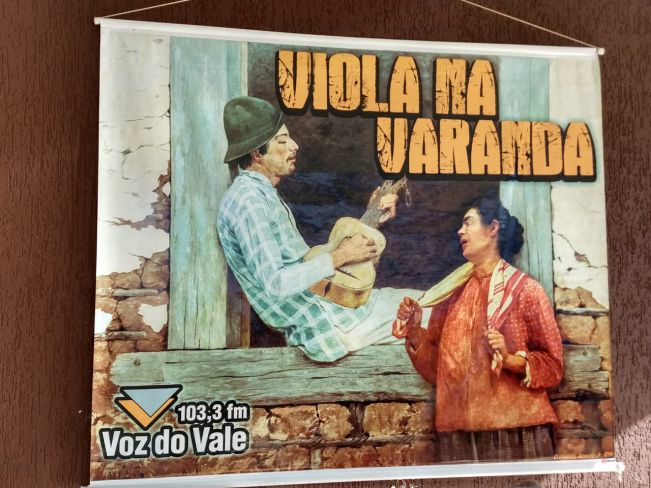 VIOLA NA
VARANDA
103,3 fm
Voz do Vale